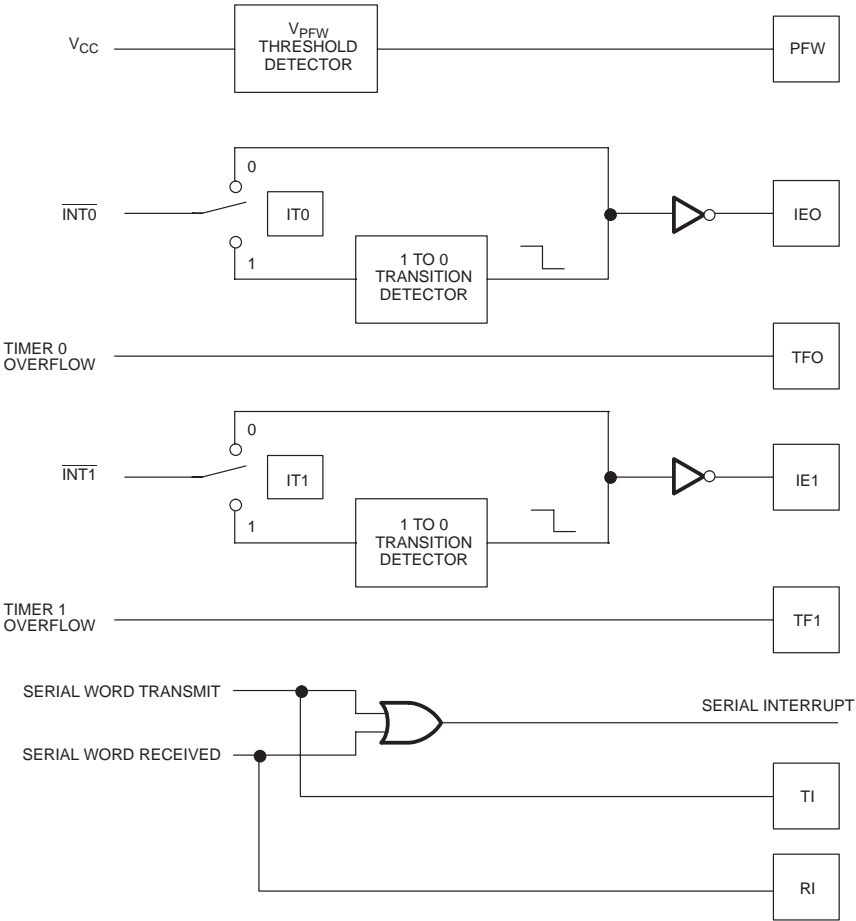 VCC
VPFW
THRESHOLD
DETECTOR
PFW
INT0
0
IT0
1
1 TO 0
TRANSITION
DETECTOR
IEO
TIMER 0
OVERFLOW
TFO
INT1
0
IT1
1
1 TO 0
TRANSITION
DETECTOR
IE1
TIMER 1
OVERFLOW
TF1
SERIAL WORD TRANSMIT
SERIAL INTERRUPT
SERIAL WORD RECEIVED
TI
RI